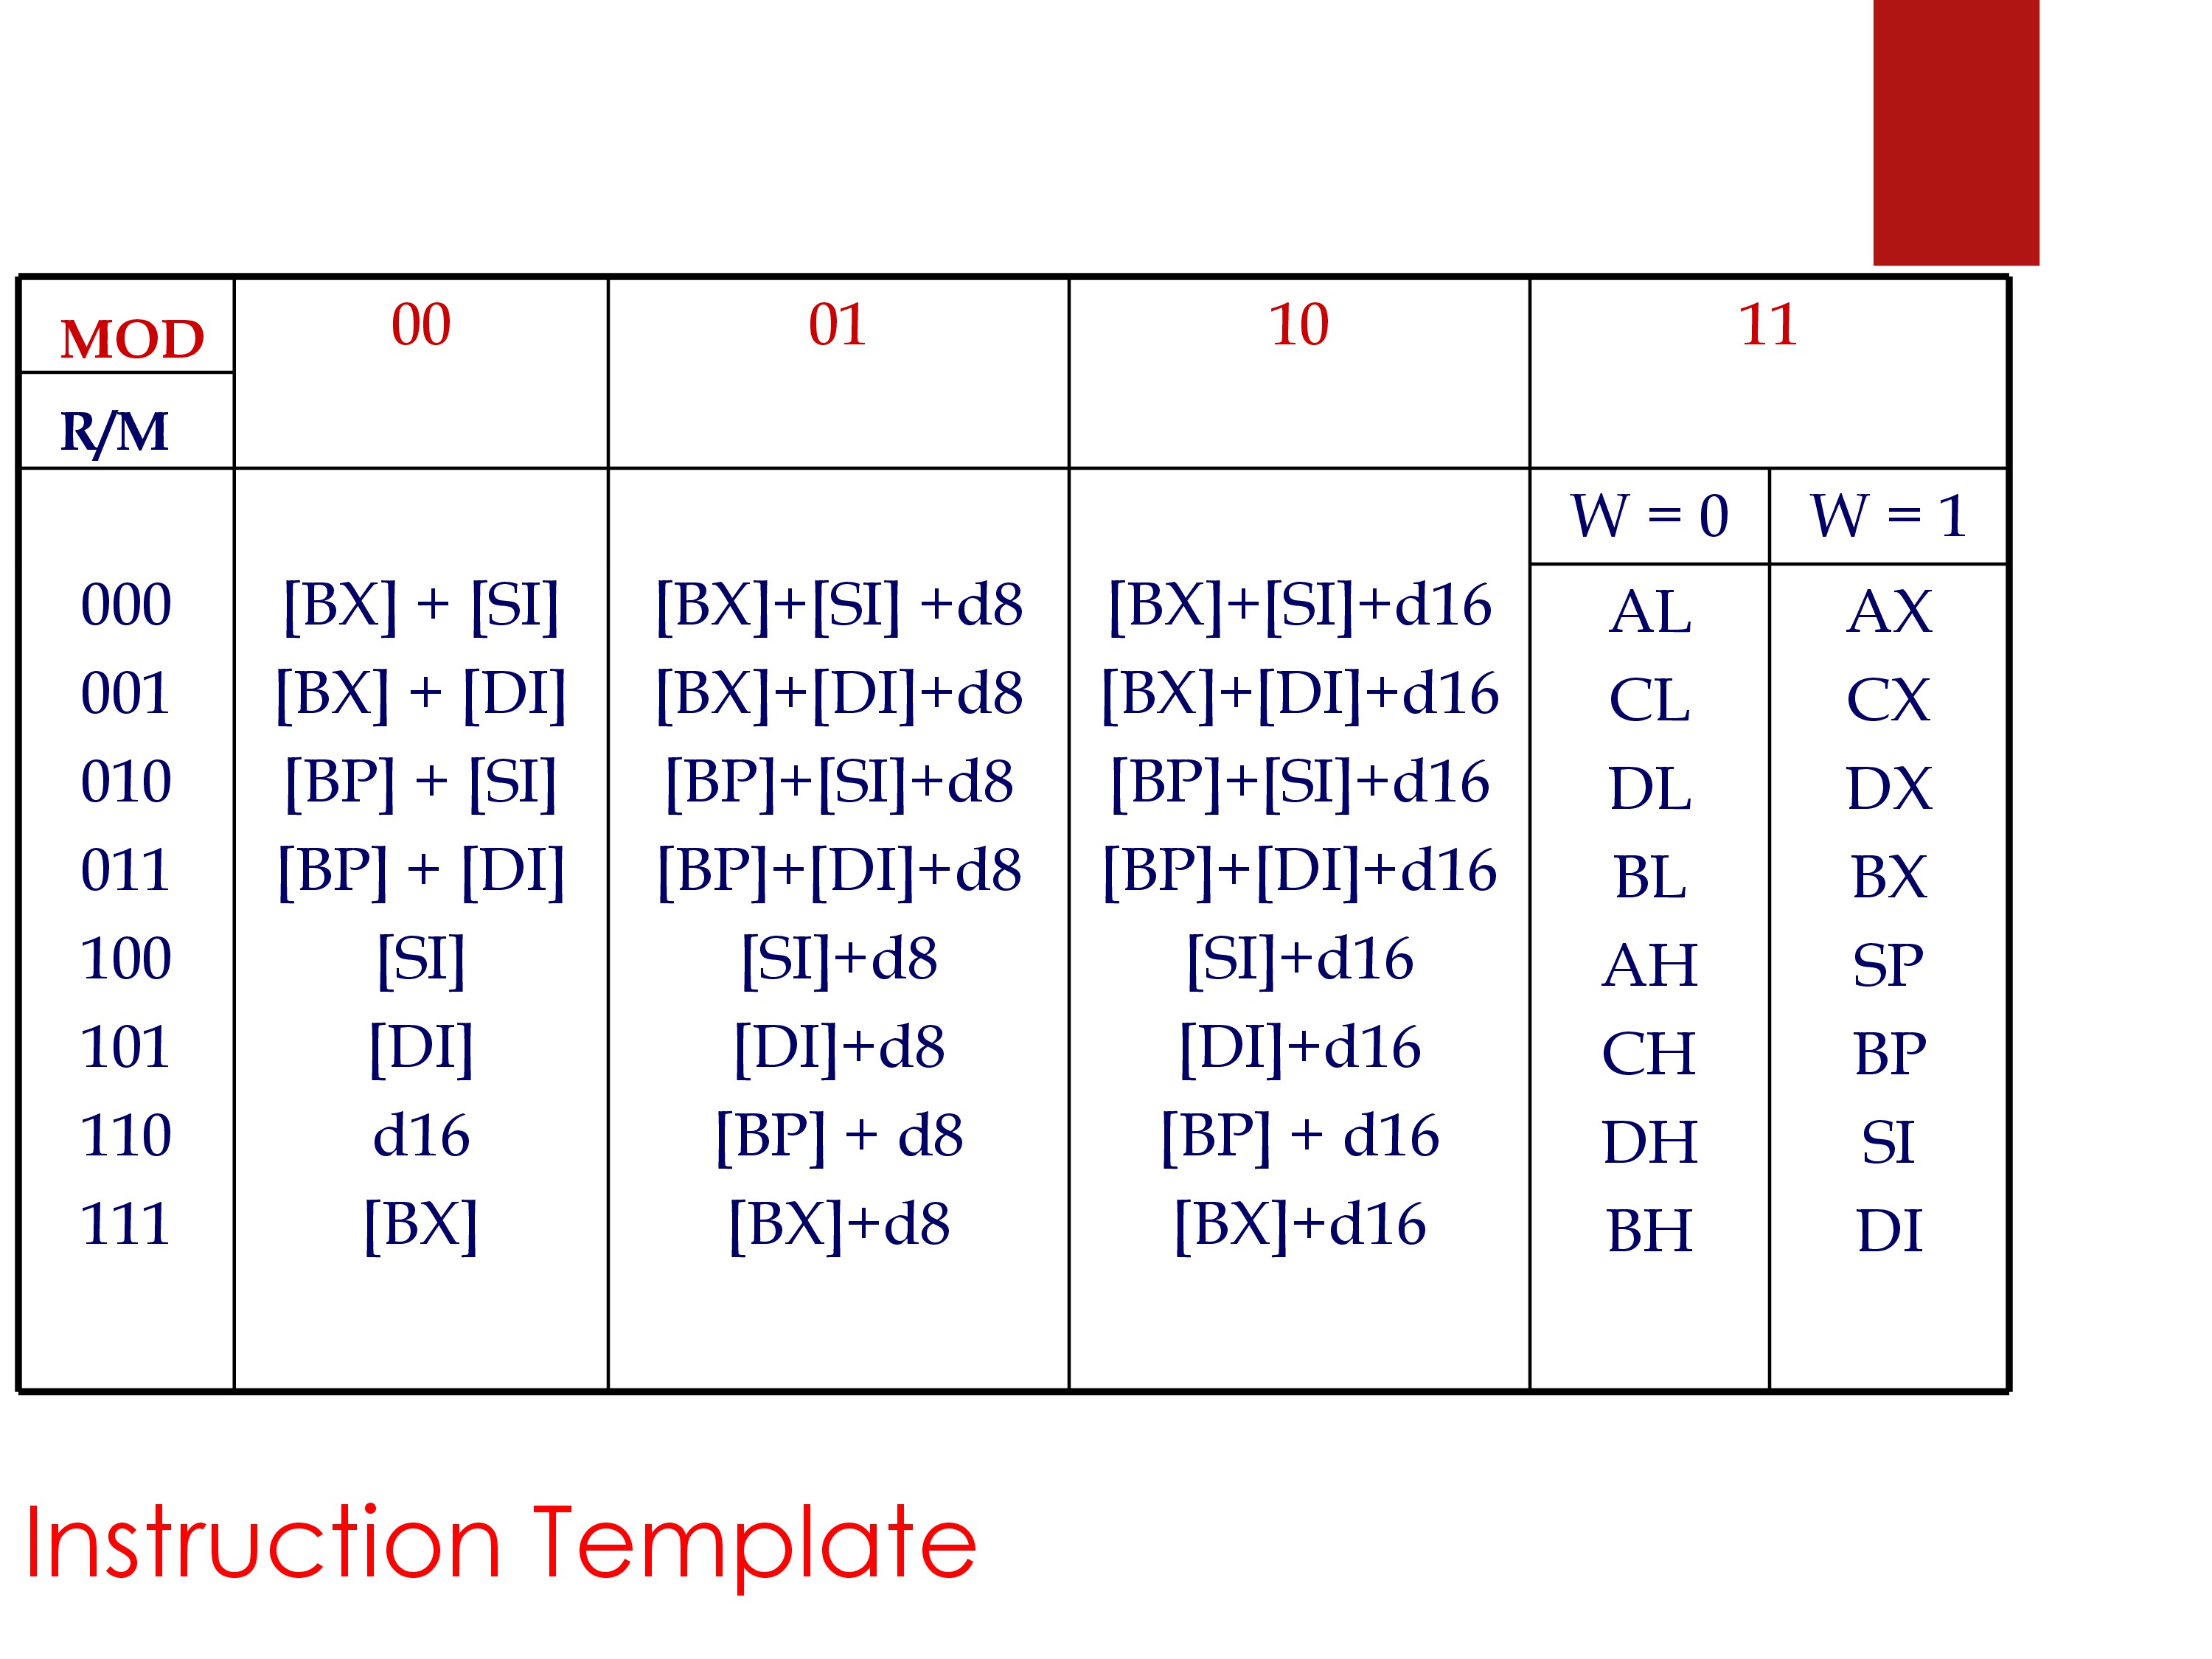 MOD 00 01 10 11
R/M
W = 0 W = 1
000 [BX] + [SI] [BX]+[SI] +d8 [BX]+[SI]+d16 AL AX
001 [BX] + [DI] [BX]+[DI]+d8 [BX]+[DI]+d16 CL CX
010 [BP] + [SI] [BP]+[SI]+d8 [BP]+[SI]+d16 DL DX
011 [BP] + [DI] [BP]+[DI]+d8 [BP]+[DI]+d16 BL BX
100 [SI] [SI]+d8 [SI]+d16 AH SP
101 [DI] [DI]+d8 [DI]+d16 CH BP
110 d16 [BP] + d8 [BP] + d16 DH SI
111 [BX] [BX]+d8 [BX]+d16 BH DI
Instruction Template